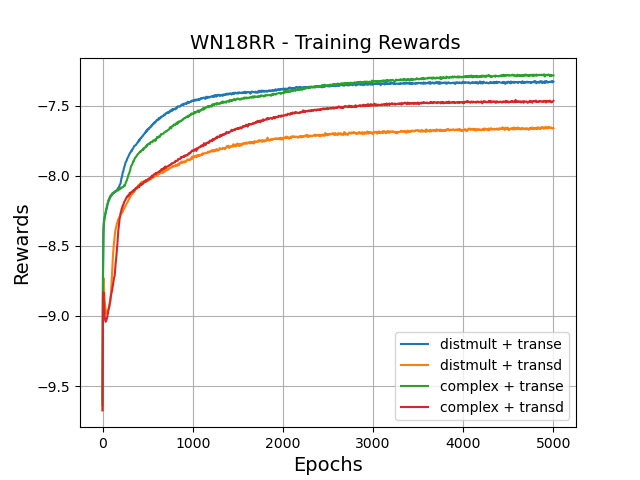 WN18RR - Training Rewards
Rewards
−7.5
−8.0
−8.5
−9.0
−9.5
distmult + transe
distmult + transd
complex + transe
complex + transd
0 1000 2000 3000 4000 5000
Epochs